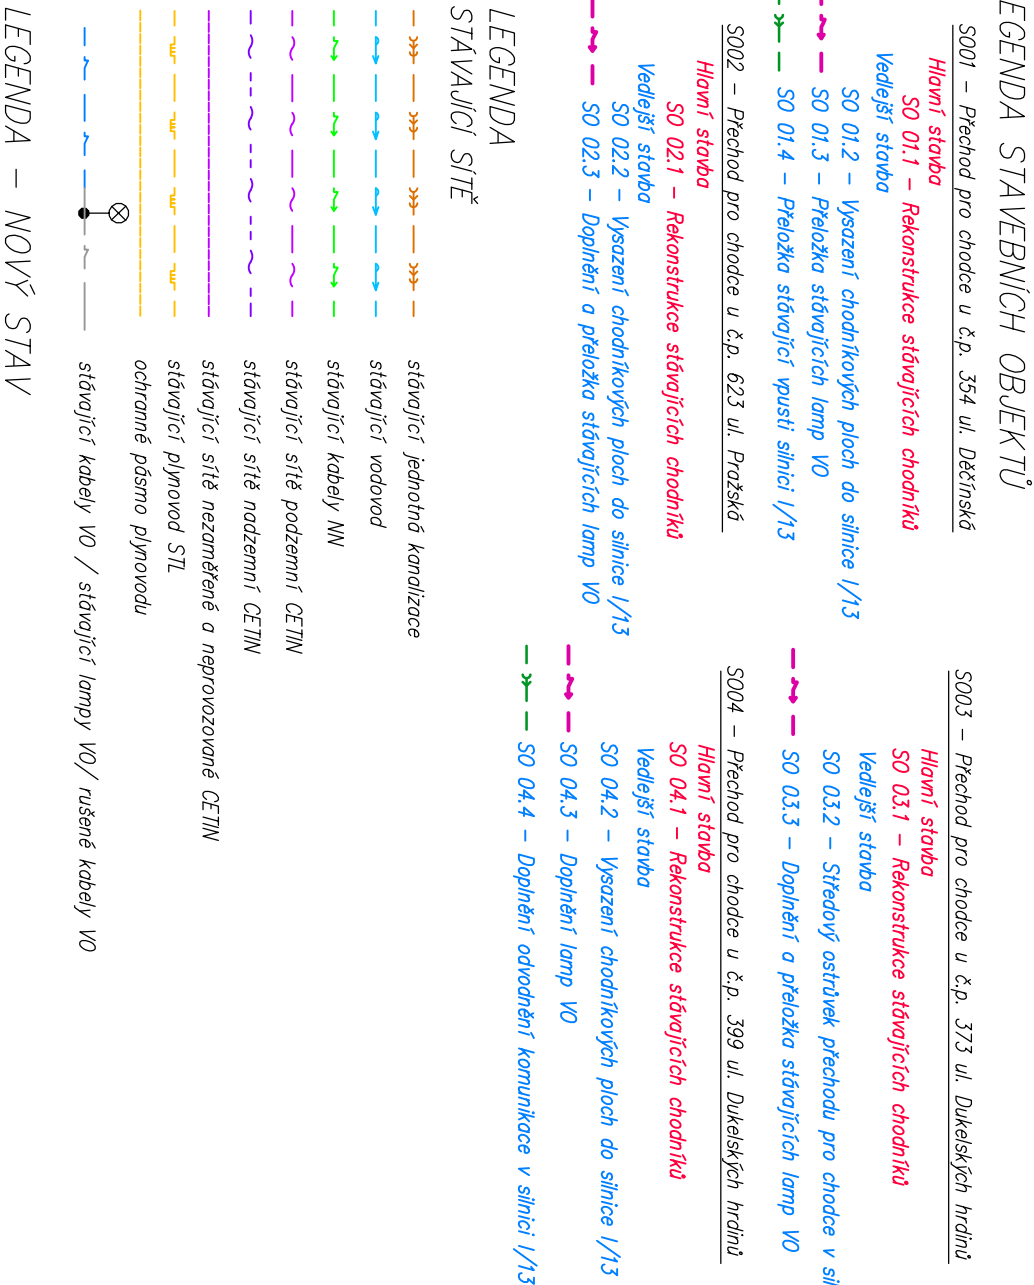 EGENDA STAVEBNÍCH OBJEKTŮ
SO01 – Přechod pro chodce u č.p. 354 ul. Děčínská
Hlavní stavba
SO 01.1 – Rekonstrukce stávajících chodníků
Vedlejší stavba
SO 01.2 – Vysazení chodníkových ploch do silnice I/13
SO 01.3 – Přeložka stávajících lamp VO
SO 01.4 – Přeložka stávající vpusti silnici I/13
SO02 – Přechod pro chodce u č.p. 623 ul. Pražská
Hlavní stavba
SO 02.1 – Rekonstrukce stávajících chodníků
Vedlejší stavba
SO 02.2 – Vysazení chodníkových ploch do silnice I/13
SO 02.3 – Doplnění a přeložka stávajících lamp VO
SO03 – Přechod pro chodce u č.p. 373 ul. Dukelských hrdinů
Hlavní stavba
SO 03.1 – Rekonstrukce stávajících chodníků
Vedlejší stavba
SO 03.2 – Středový ostrůvek přechodu pro chodce v sil
SO 03.3 – Doplnění a přeložka stávajících lamp VO
SO04 – Přechod pro chodce u č.p. 399 ul. Dukelských hrdinů
Hlavní stavba
SO 04.1 – Rekonstrukce stávajících chodníků
Vedlejší stavba
SO 04.2 – Vysazení chodníkových ploch do silnice I/13
SO 04.3 – Doplnění lamp VO
SO 04.4 – Doplnění odvodnění komunikace v silnici I/13
LEGENDA
STÁVAJÍCÍ SÍTĚ
stávající jednotná kanalizace
stávající vodovod
stávající kabely NN
stávající sítě podzemní CETIN
stávající sítě nadzemní CETIN
stávající sítě nezaměřené a neprovozované CETIN
stávající plynovod STL
ochranné pásmo plynovodu
stávající kabely VO / stávající lampy VO/ rušené kabely VO
LEGENDA – NOVÝ STAV